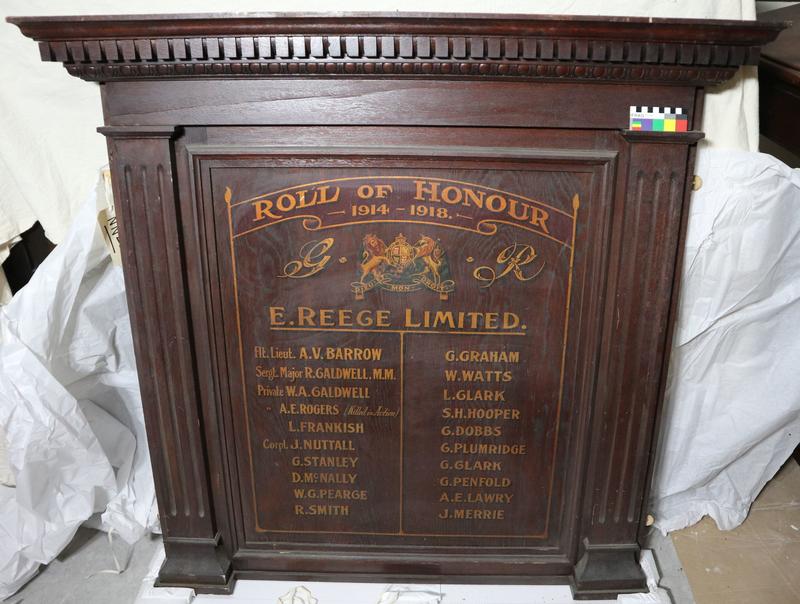 ROLL OF HONOUR
1914 - 1918.
G. R
DIEU ET MON DROIT
E. REECE LIMITED.
Flt. Lieut. A.V. BARROW
Sergt. Major R. CALDWELL, M.M.
Private W.A. CALDWELL
" A.E. ROGERS (Killed in Action)
L. FRANKISH
Corpl. J. NUTTALL
C. STANLEY
D. McNALLY
W.G. PEARCE
R. SMITH
G. GRAHAM
W. WATTS
L. CLARK
S.H. HOOPER
G. DOBBS
G. PLUMRIDGE
G. CLARK
G. PENFOLD
A.E. LAWRY
J. MERRIE